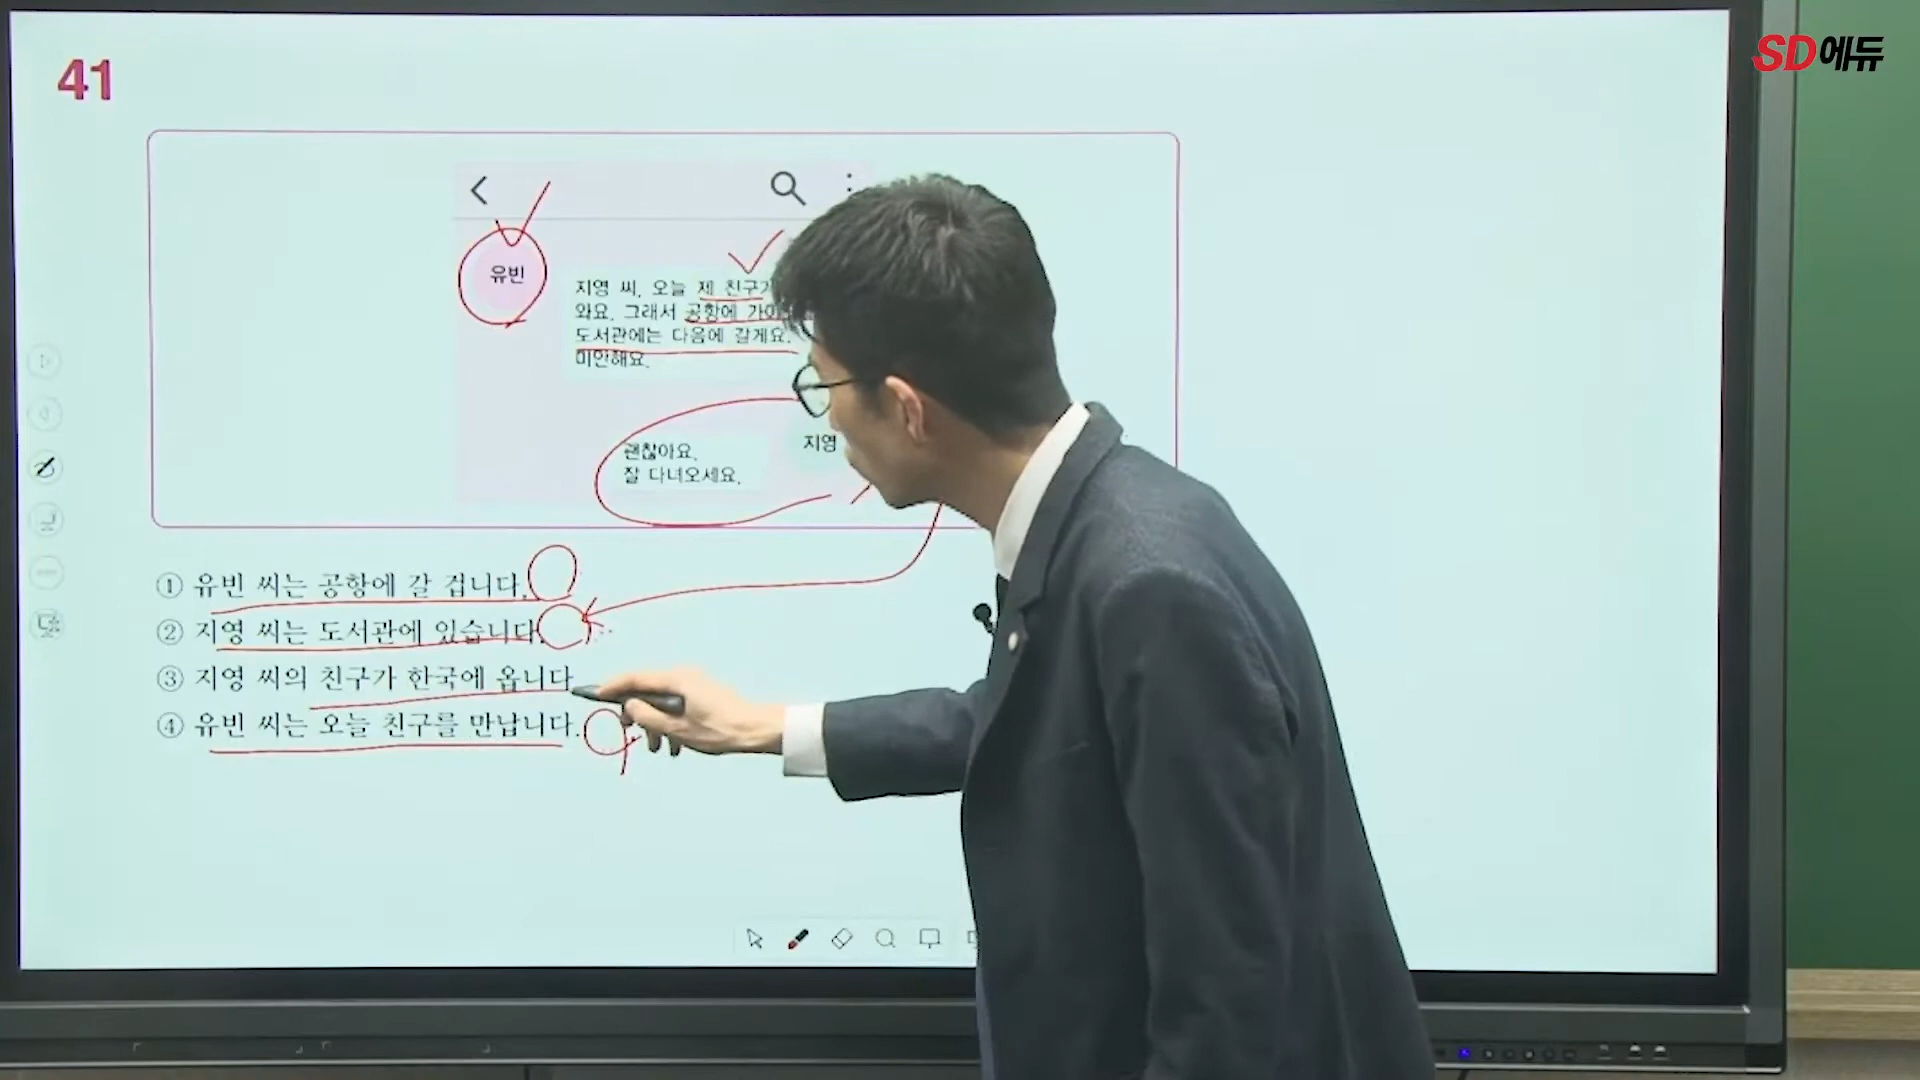 SD에듀
41
유빈
지영 씨, 오늘 제 친구가
와요. 그래서 공항에
도서관에는 다음에 갈게요.
미안해요.
지영
괜찮아요.
잘 다녀오세요.
① 유빈 씨는 공항에 갈 겁니다.
② 지영 씨는 도서관에 있습니다.
③ 지영 씨의 친구가 한국에 옵니다
④ 유빈 씨는 오늘 친구를 만납니다.